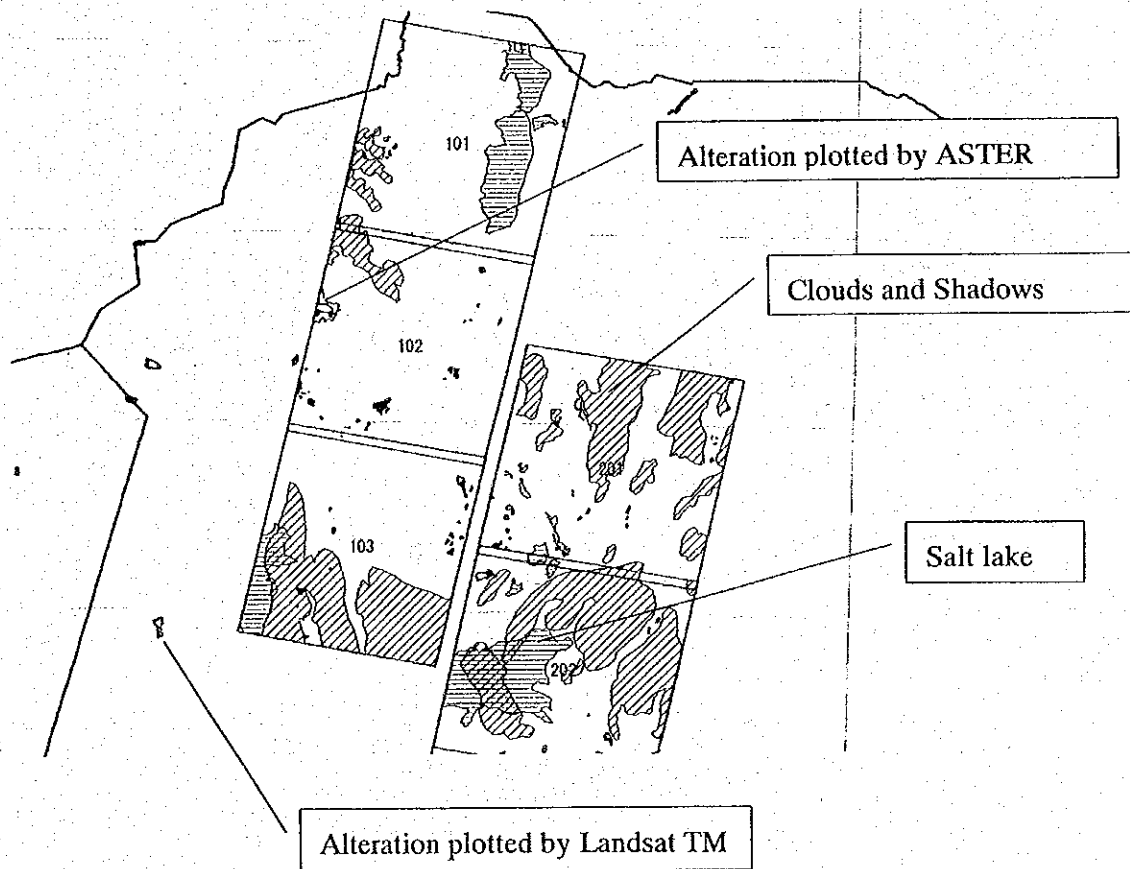 101
Alteration plotted by ASTER
Clouds and Shadows
102
201
Salt lake
103
202
Alteration plotted by Landsat TM